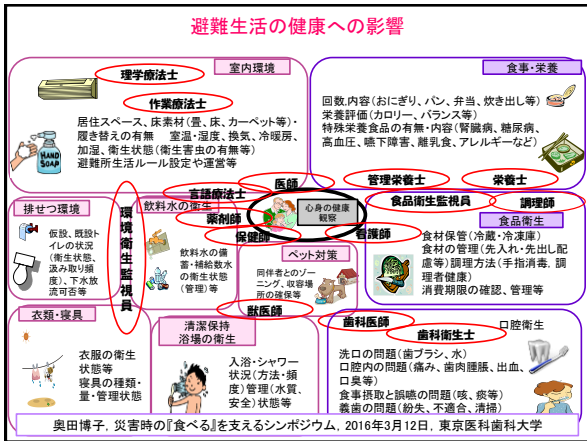 避難生活の健康への影響
理学療法士
室内環境
作業療法士
居住スペース、床素材(畳、床、カーペット等)・
履き替えの有無　室温・湿度、換気、冷暖房、
加湿、衛生状態(衛生害虫の有無等)
避難所生活ルール設定や運営等
HAND
SOAP
食事・栄養
回数、内容(おにぎり、パン、弁当、炊き出し等)
栄養評価(カロリー、バランス等)
特殊栄養食品の有無・内容(腎臓病、糖尿病、
高血圧、嚥下障害、離乳食、アレルギーなど)
医師
管理栄養士
栄養士
言語療法士
食品衛生監視員
調理師
排せつ環境
飲料水の衛生
薬剤師
心身の健康
観察
保健師
看護師
食品衛生
環境衛生監視員
仮設、既設ト
イレの状況
(衛生状態、
汲み取り頻
度)、下水放
流可否等
飲料水の備
蓄・補給数水
の衛生状態
(管理)等
ペット対策
同伴者とのゾー
ニング、収容場
所の確保等
食材保管(冷蔵・冷凍庫)
食材の管理(先入れ・先出し配
慮等)調理方法(手指消毒、調
理者健康)
消費期限の確認、管理等
獣医師
歯科医師
歯科衛生士
口腔衛生
衣類・寝具
衣服の衛生
状態等
寝具の種類・
量・管理状態
清潔保持
浴場の衛生
入浴・シャワー
状況(方法・頻
度)管理(水質、
安全)状態等
洗口の問題(歯ブラシ、水)
口腔内の問題(痛み、歯肉腫脹、出血、
口臭等)
食事摂取と誤嚥の問題(咳、痰等)
義歯の問題(紛失、不適合、清掃)
奥田博子, 災害時の『食べる』を支えるシンポジウム, 2016年3月12日, 東京医科歯科大学